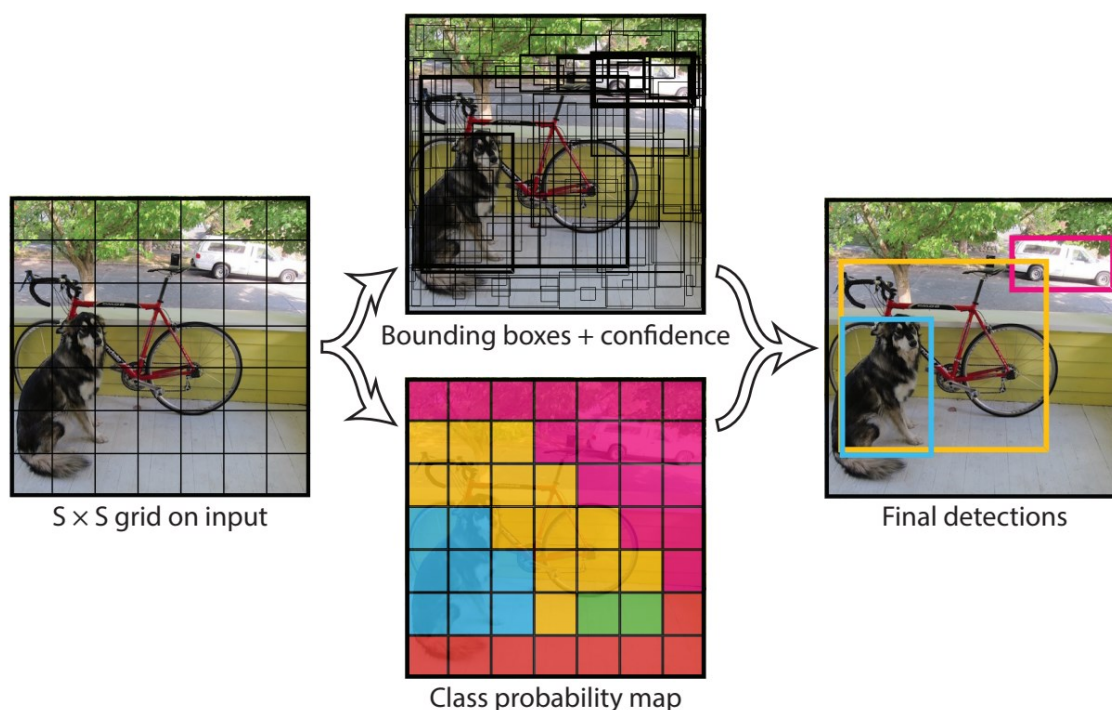 Bounding boxes + confidence
S × S grid on input
Final detections
Class probability map